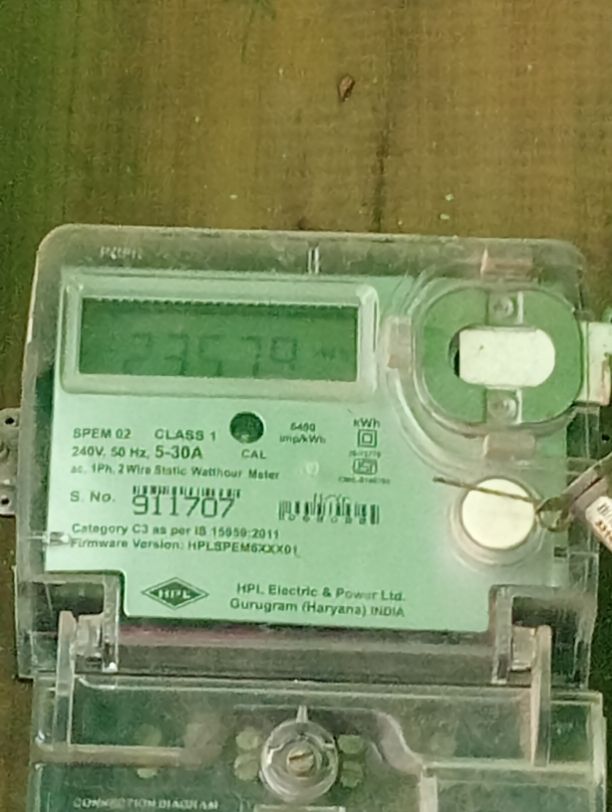 23579
SPEM 02 CLASS 1 CAL 6400 imp/kWh kWh
240V, 50 Hz, 5-30A
ac, 1Ph, 2 Wire Static Watthour Meter
S. No. 911707
Category C3 as per IS 15959:2011
Firmware Version: HPLSPEM6XXX01
HPL
HPL Electric & Power Ltd.
Gurugram (Haryana) INDIA
CONNECTION DIAGRAM